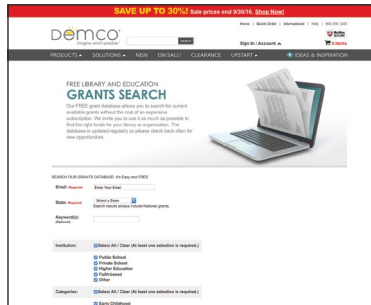 SAVE UP TO 30%! Sale prices end 9/30/16. Shop Now!
Home | Quick Order | International | Help | 800.356.1200
DEMCO
Imagine what's possible
SEARCH
McAfee SECURE
Sign In / Account
0 Items
PRODUCTS SOLUTIONS NEW ON SALE!! CLEARANCE UPSTART IDEAS & INSPIRATION
FREE LIBRARY AND EDUCATION
GRANTS SEARCH
Our FREE grant database allows you to search for current
available grants without the cost of an expensive
subscription. We invite you to use it as much as possible to
find the right funds for your library or organization. The
database is updated regularly so please check back often for
new opportunities.
SEARCH OUR GRANTS DATABASE: It's Easy and FREE
Email: Required Enter Your Email
State: Required Select a State
Search results always include National grants.
Keyword(s):
(Optional)
Institution: Select All / Clear (At least one selection is required.)
Public School
Private School
Higher Education
Faith-based
Other
Categories: Select All / Clear (At least one selection is required.)
Early Childhood